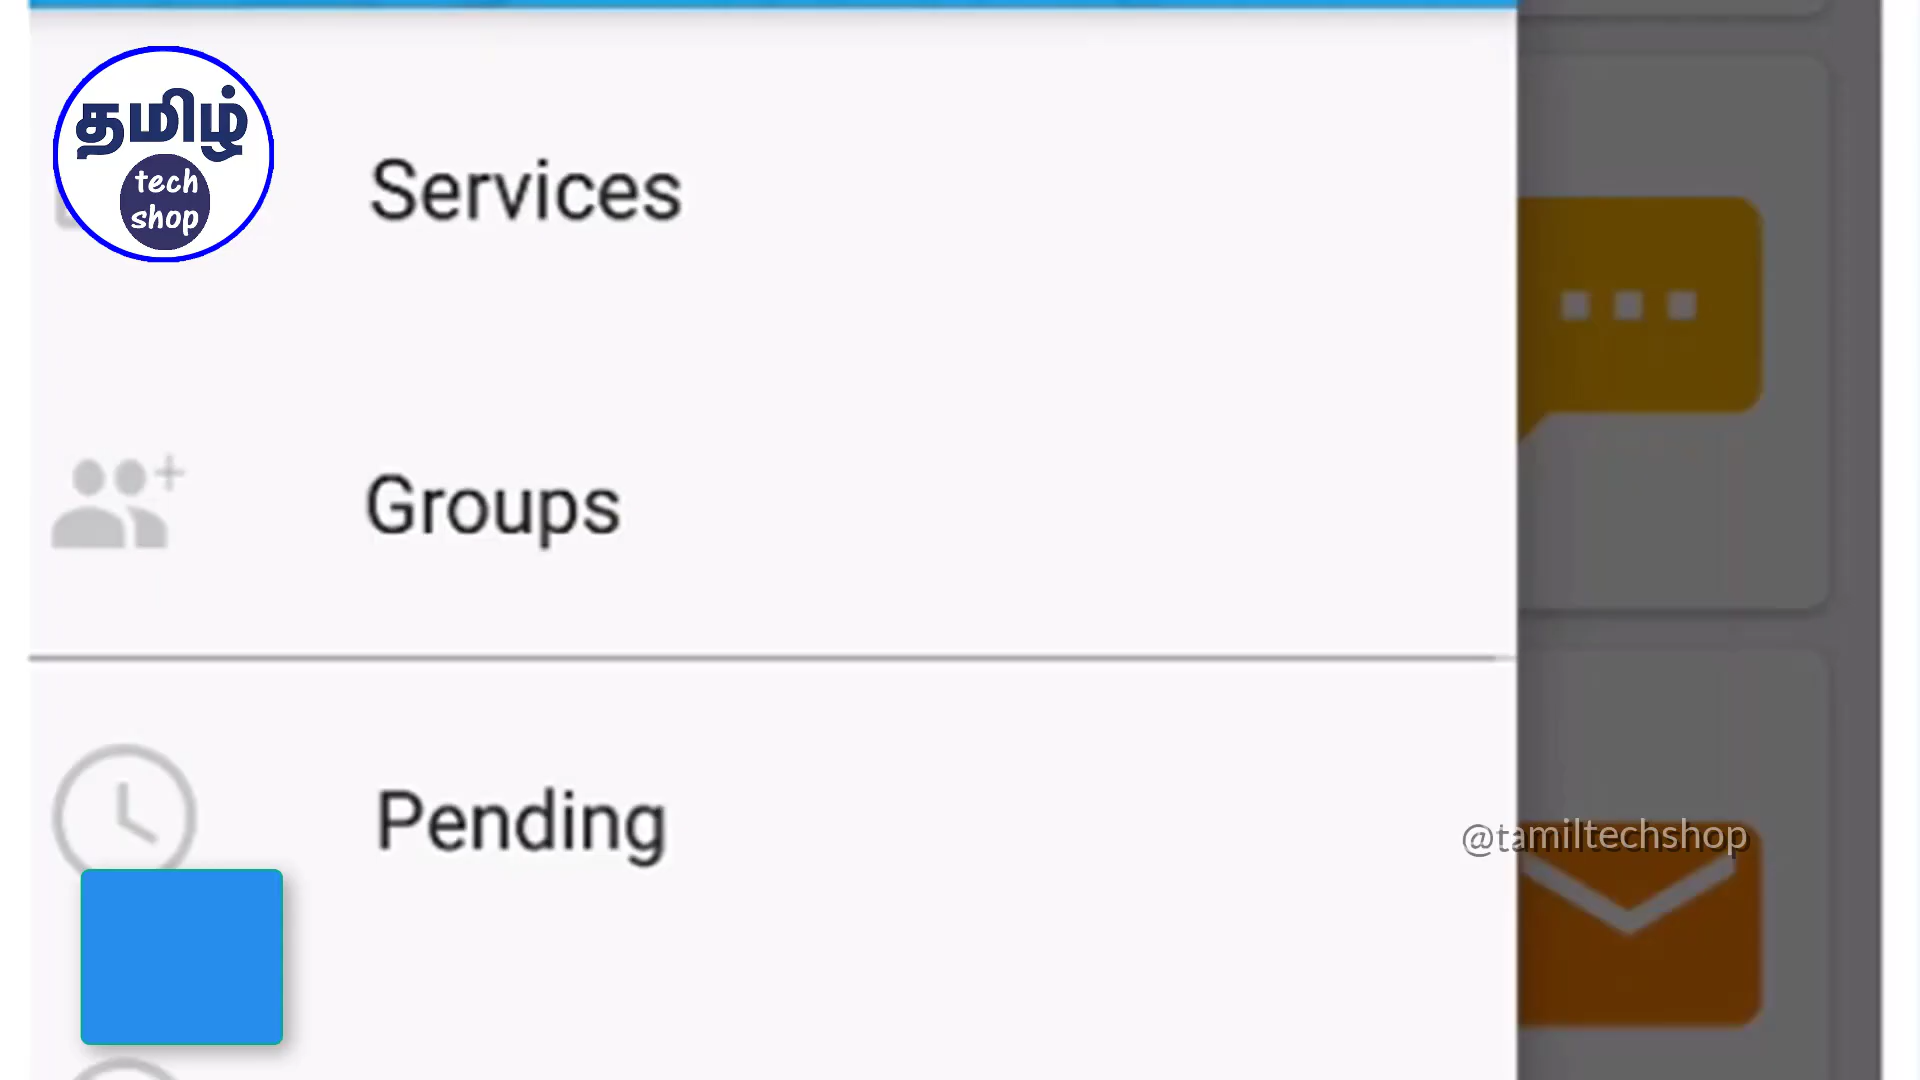 தமிழ்
tech
shop
Services
Groups
Pending
@tamiltechshop